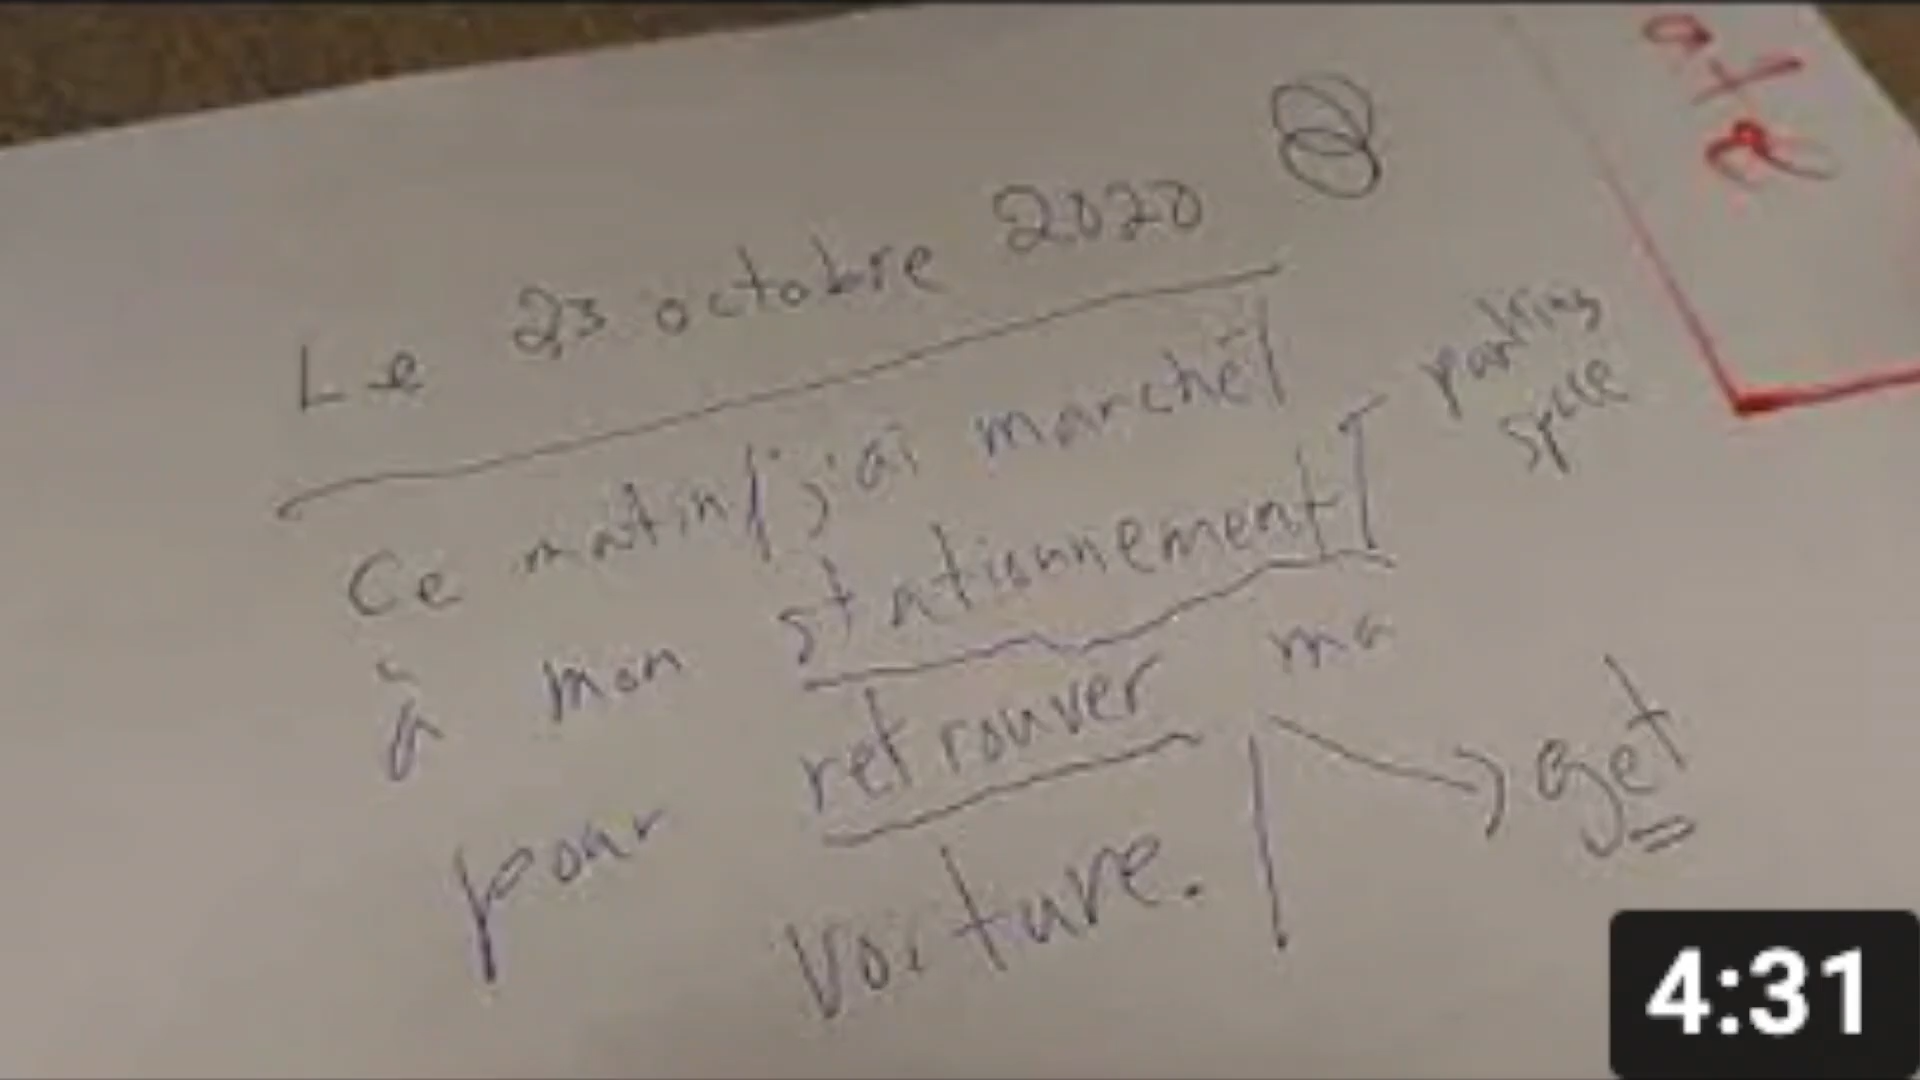 Le 23 octobre 2020
Ce matin/ j'ai marché/
à mon stationnement/
parking
space
pour retrouver ma
voiture.
get
4:31